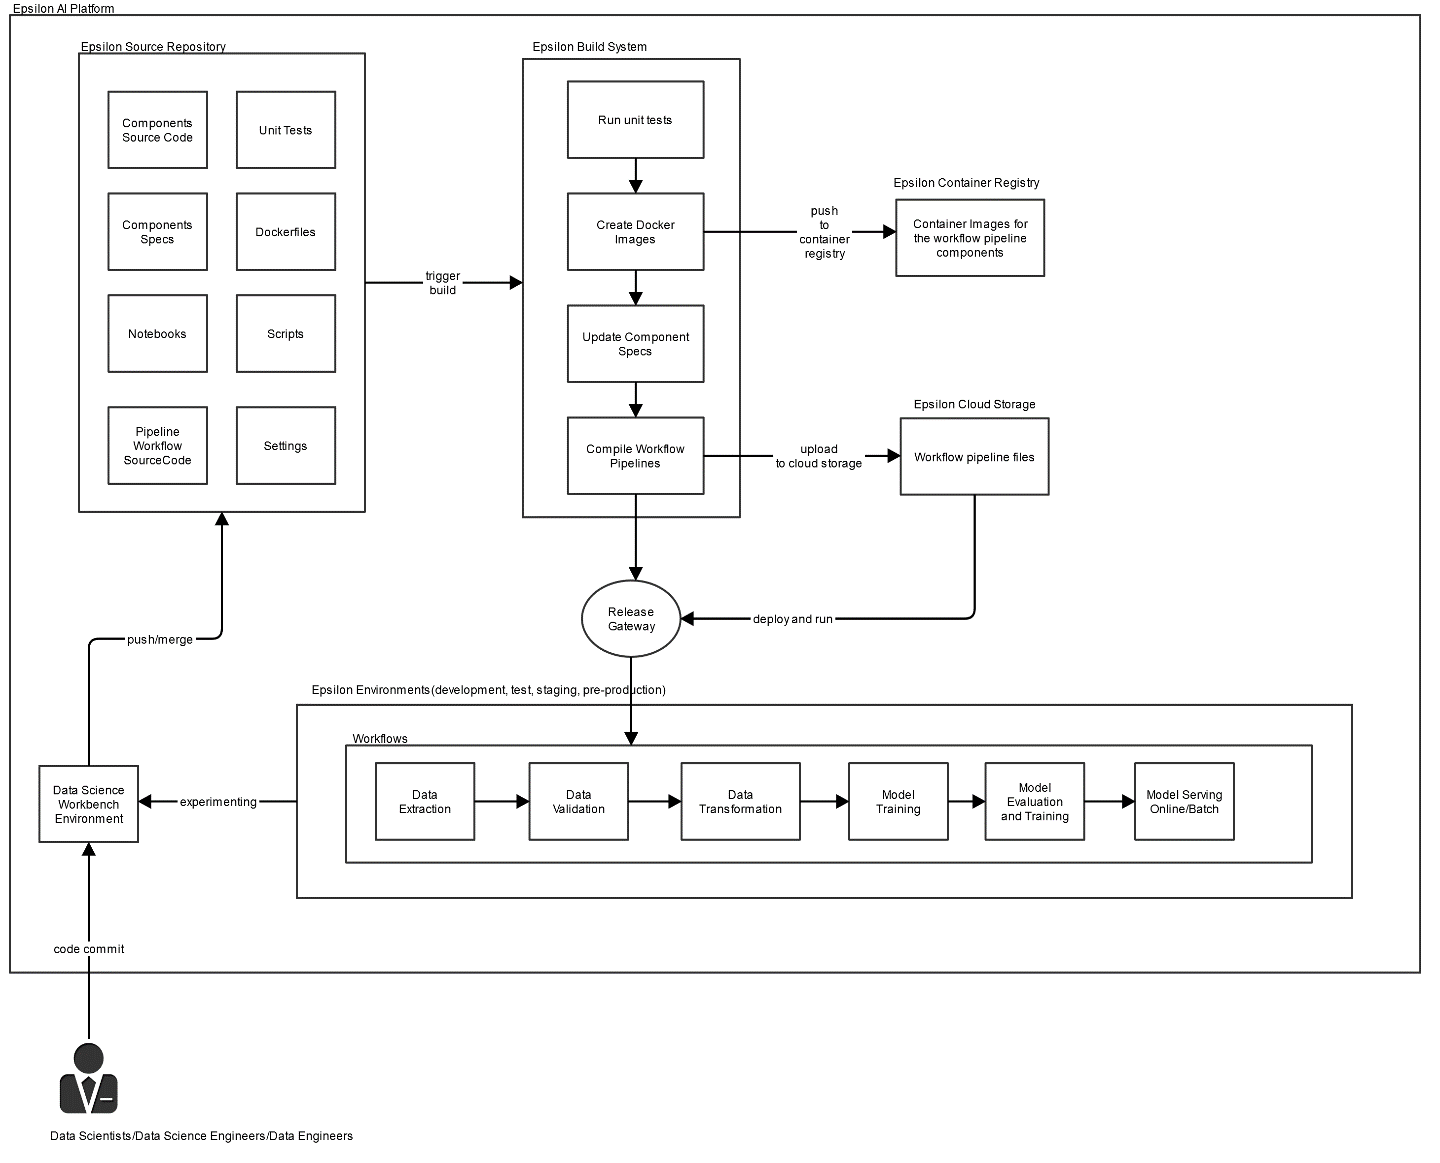 Epsilon AI Platform
Epsilon Source Repository
Components
Source Code
Unit Tests
Components
Specs
Dockerfiles
Notebooks
Scripts
Pipeline
Workflow
SourceCode
Settings
trigger
build
Epsilon Build System
Run unit tests
Create Docker
Images
Update Component
Specs
Compile Workflow
Pipelines
push
to
container
registry
Epsilon Container Registry
Container Images for
the workflow pipeline
components
upload
to cloud storage
Epsilon Cloud Storage
Workflow pipeline files
Release
Gateway
deploy and run
push/merge
Epsilon Environments(development, test, staging, pre-production)
Workflows
Data
Extraction
Data
Validation
Data
Transformation
Model
Training
Model
Evaluation
and Training
Model Serving
Online/Batch
experimenting
Data Science
Workbench
Environment
code commit
Data Scientists/Data Science Engineers/Data Engineers